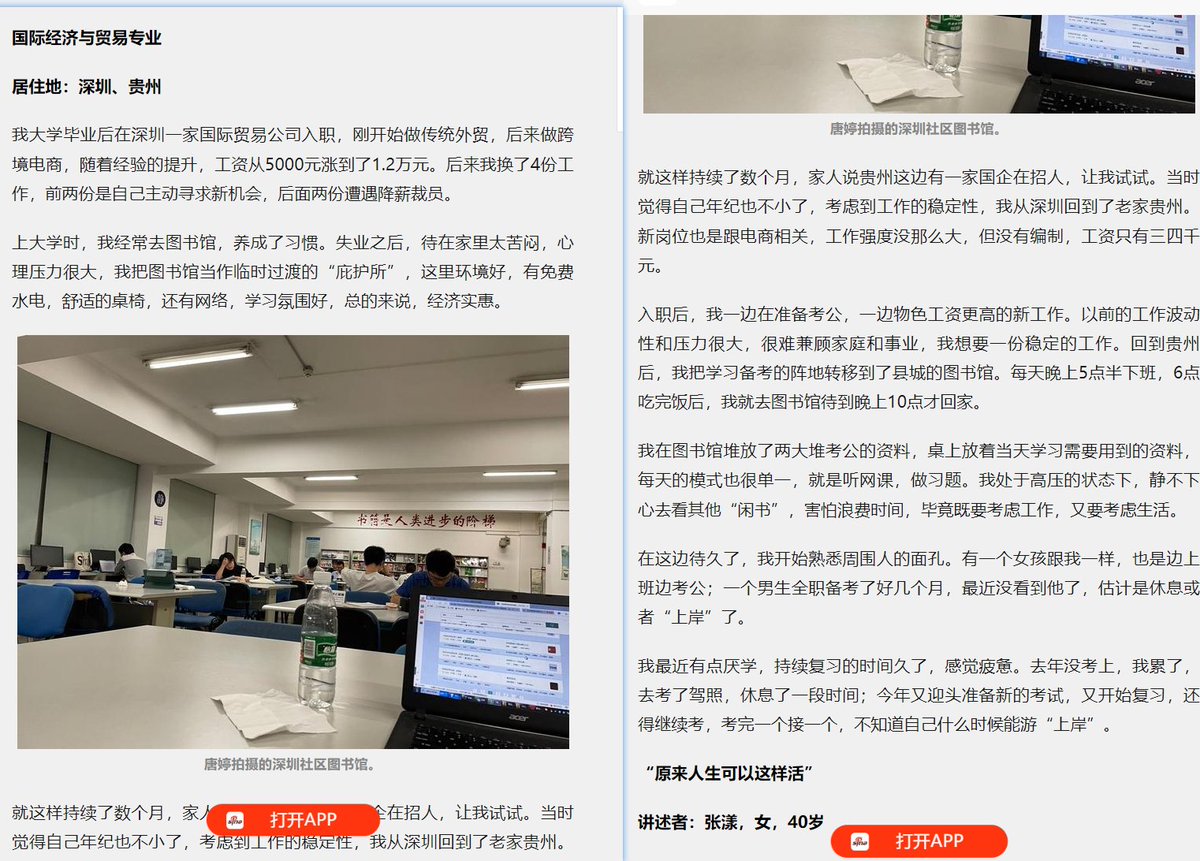 国际经济与贸易专业
居住地：深圳、贵州
我大学毕业后在深圳一家国际贸易公司入职，刚开始做传统外贸，后来做跨
境电商，随着经验的提升，工资从5000元涨到了1.2万元。后来我换了4份工
作，前两份是自己主动寻求新机会，后面两份遭遇降薪裁员。
上大学时，我经常去图书馆，养成了习惯。失业之后，待在家里太苦闷，心
理压力很大，我把图书馆当作临时过渡的“庇护所”，这里环境好，有免费
水电，舒适的桌椅，还有网络，学习氛围好，总的来说，经济实惠。
书籍是人类进步的阶梯
acer
唐婷拍摄的深圳社区图书馆。
就这样持续了数个月，家人
企在招人，让我试试。当时
觉得自己年纪也不小了，考虑到工作的稳定性，我从深圳回到了老家贵州。
sina
打开APP
acer
唐婷拍摄的深圳社区图书馆。
就这样持续了数个月，家人说贵州这边有一家国企在招人，让我试试。当时
觉得自己年纪也不小了，考虑到工作的稳定性，我从深圳回到了老家贵州。
新岗位也是跟电商相关，工作强度没那么大，但没有编制，工资只有三四千
元。
入职后，我一边在准备考公，一边物色工资更高的新工作。以前的工作波动
性和压力很大，很难兼顾家庭和事业，我想要一份稳定的工作。回到贵州
后，我把学习备考的阵地转移到了县城的图书馆。每天晚上5点半下班，6点
吃完饭后，我就去图书馆待到晚上10点才回家。
我在图书馆堆放了两大堆考公的资料，桌上放着当天学习需要用到的资料，
每天的模式也很单一，就是听网课，做习题。我处于高压的状态下，静不下
心去看其他“闲书”，害怕浪费时间，毕竟既要考虑工作，又要考虑生活。
在这边待久了，我开始熟悉周围人的面孔。有一个女孩跟我一样，也是边上
班边考公；一个男生全职备考了好几个月，最近没看到他了，估计是休息或
者“上岸”了。
我最近有点厌学，持续复习的时间久了，感觉疲惫。去年没考上，我累了，
去考了驾照，休息了一段时间；今年又迎头准备新的考试，又开始复习，还
得继续考，考完一个接一个，不知道自己什么时候能游“上岸”。
“原来人生可以这样活”
讲述者：张漾，女，40岁
sina
打开APP